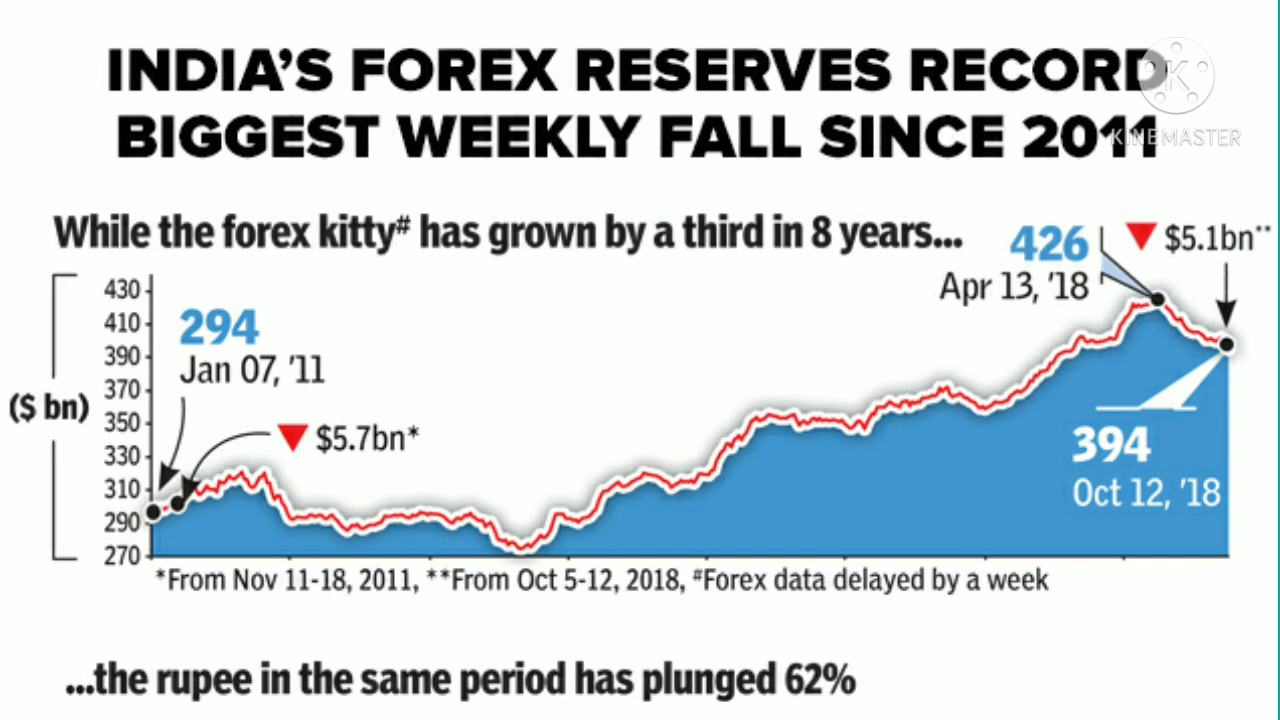 INDIA'S FOREX RESERVES RECORD
BIGGEST WEEKLY FALL SINCE 2011
K
KINEMASTER
While the forex kitty# has grown by a third in 8 years...
426
Apr 13, '18
▼ $5.1bn**
($ bn)
430
410
390
370
350
330
310
290
270
294
Jan 07, '11
▼ $5.7bn*
394
Oct 12, '18
*From Nov 11-18, 2011, **From Oct 5-12, 2018, #Forex data delayed by a week
...the rupee in the same period has plunged 62%